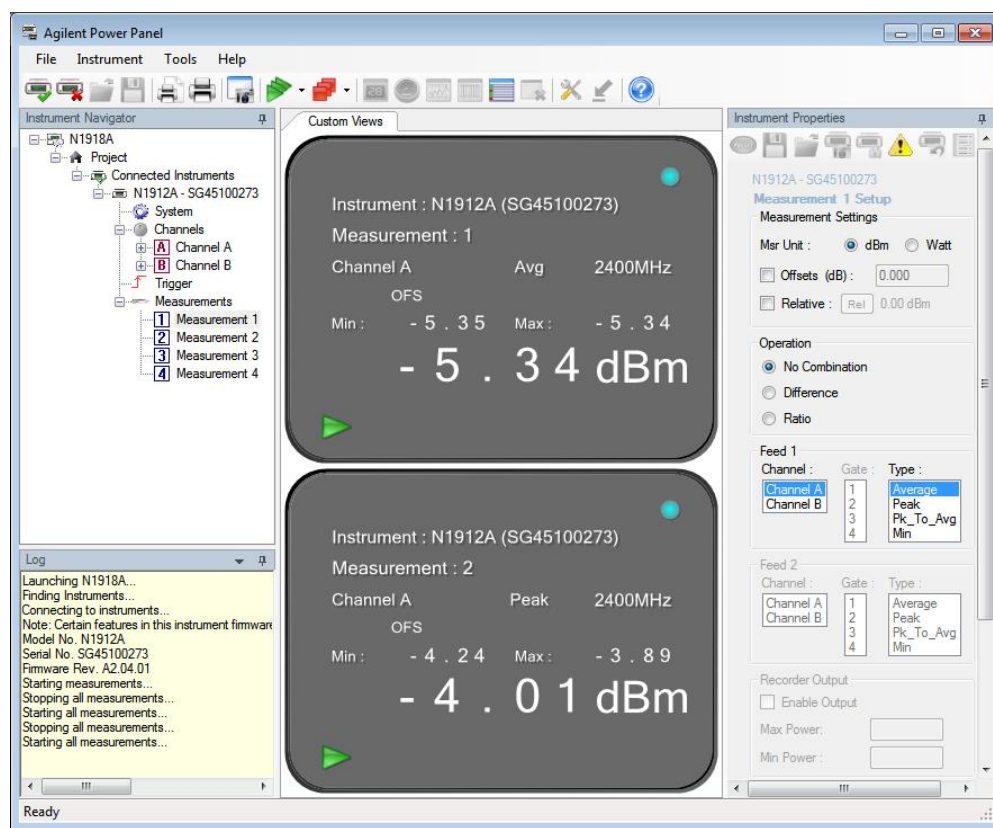 Agilent Power Panel
File Instrument Tools Help
Instrument Navigator
N1918A
Project
Connected Instruments
N1912A - SG45100273
System
Channels
A Channel A
B Channel B
Trigger
Measurements
1 Measurement 1
2 Measurement 2
3 Measurement 3
4 Measurement 4
Log
Launching N1918A...
Finding Instruments...
Connecting to instruments...
Note: Certain features in this instrument firmware
Model No. N1912A
Serial No. SG45100273
Firmware Rev. A2.04.01
Starting measurements...
Stopping all measurements...
Starting all measurements...
Stopping all measurements...
Starting all measurements...
Custom Views
Instrument : N1912A (SG45100273)
Measurement : 1
Channel A Avg 2400MHz
OFS
Min : -5.35 Max : -5.34
-5.34 dBm
Instrument : N1912A (SG45100273)
Measurement : 2
Channel A Peak 2400MHz
OFS
Min : -4.24 Max : -3.89
-4.01 dBm
Instrument Properties
N1912A - SG45100273
Measurement 1 Setup
Measurement Settings
Msr Unit : dBm Watt
Offsets (dB) : 0.000
Relative : Rel 0.00 dBm
Operation
No Combination
Difference
Ratio
Feed 1
Channel : Gate : Type :
Channel A 1 Average
Channel B 2 Peak
3 Pk_To_Avg
4 Min
Feed 2
Channel : Gate : Type :
Channel A 1 Average
Channel B 2 Peak
3 Pk_To_Avg
4 Min
Recorder Output
Enable Output
Max Power:
Min Power :
Ready